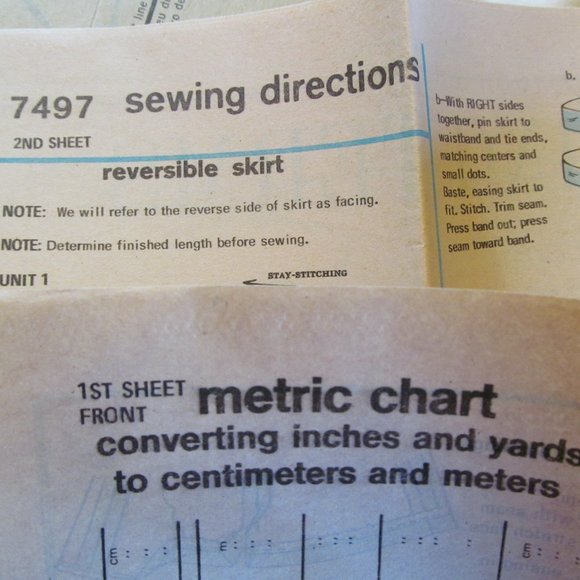 7497 sewing directions
2ND SHEET
reversible skirt
NOTE: We will refer to the reverse side of skirt as facing.
NOTE: Determine finished length before sewing.
UNIT 1
STAY-STITCHING
b—With RIGHT sides
together, pin skirt to
waistband and tie ends,
matching centers and
small dots.
Baste, easing skirt to
fit. Stitch. Trim seam.
Press band out; press
seam toward band.
b.
1ST SHEET
FRONT
metric chart
converting inches and yards
to centimeters and meters